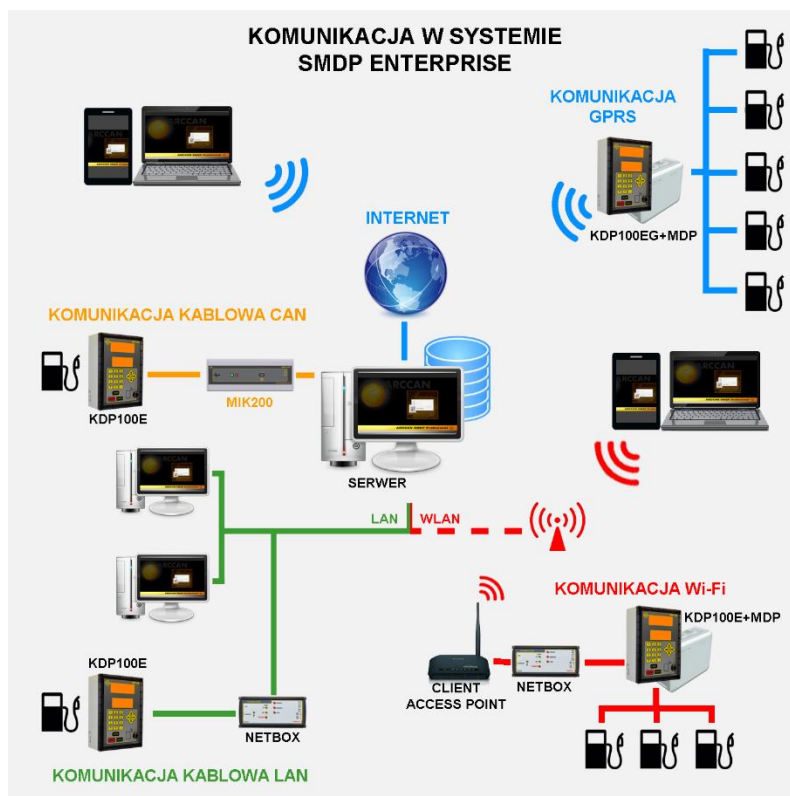 KOMUNIKACJA W SYSTEMIE
SMDP ENTERPRISE
KOMUNIKACJA
GPRS
KDP100EG+MDP
INTERNET
KOMUNIKACJA KABLOWA CAN
KDP100E
MIK200
SERWER
LAN
WLAN
KOMUNIKACJA Wi-Fi
KDP100E+MDP
CLIENT
ACCESS POINT
NETBOX
KDP100E
NETBOX
KOMUNIKACJA KABLOWA LAN